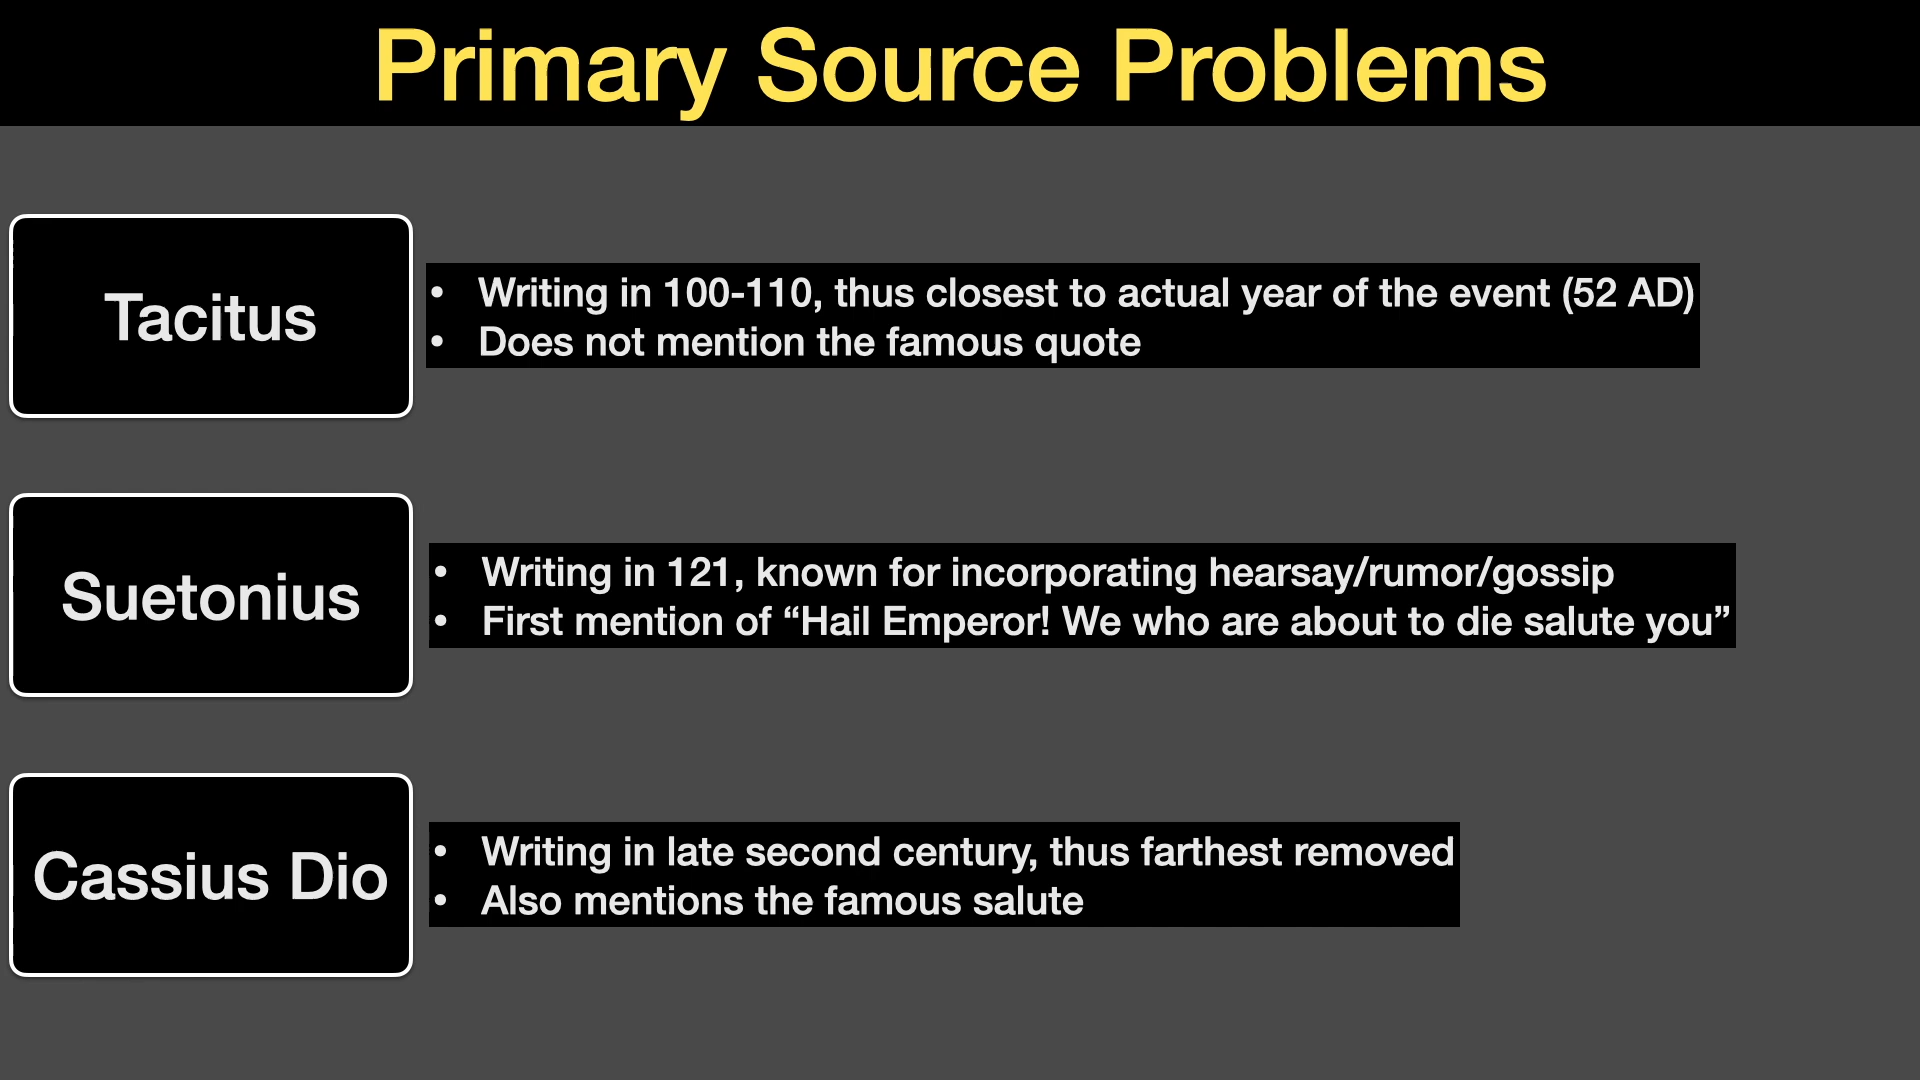 Primary Source Problems
Tacitus
• Writing in 100-110, thus closest to actual year of the event (52 AD)
• Does not mention the famous quote
Suetonius
• Writing in 121, known for incorporating hearsay/rumor/gossip
• First mention of “Hail Emperor! We who are about to die salute you”
Cassius Dio
• Writing in late second century, thus farthest removed
• Also mentions the famous salute